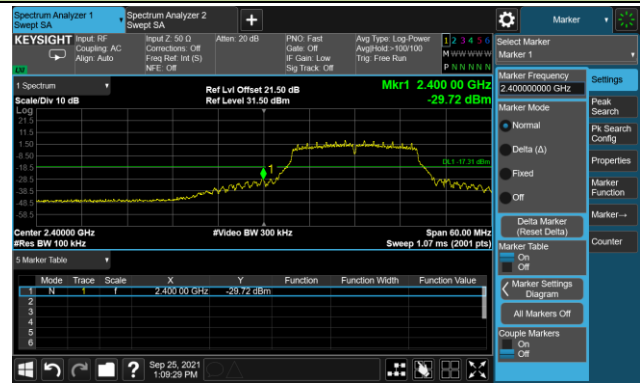 Spectrum Analyzer 1
Swept SA
Spectrum Analyzer 2
Swept SA
+
Marker
KEYSIGHT
Input: RF
Coupling: AC
Align: Auto
Input Z: 50 Ω
Corrections: Off
Freq Ref: Int (S)
NFE: Off
Atten: 20 dB
PNO: Fast
Gate: Off
IF Gain: Low
Sig Track: Off
Avg Type: Log-Power
Avg|Hold:>100/100
Trig: Free Run
1 2 3 4 5 6
M W W W W W
P N N N N N
Select Marker
Marker 1
1 Spectrum
Scale/Div 10 dB
Log
Ref Lvl Offset 21.50 dB
Ref Level 31.50 dBm
Mkr1 2.400 00 GHz
-29.72 dBm
21.5
11.5
1.50
-8.50
-18.5
-28.5
-38.5
-48.5
-58.5
1
DL1 -17.31 dBm
Center 2.40000 GHz
#Res BW 100 kHz
#Video BW 300 kHz
Span 60.00 MHz
Sweep 1.07 ms (2001 pts)
5 Marker Table
Mode Trace Scale X Y Function Function Width Function Value
1 N 1 f 2.400 00 GHz -29.72 dBm
2
3
4
5
6
Marker Frequency
2.400000000 GHz
Marker Mode
Normal
Delta (Δ)
Fixed
Off
Delta Marker
(Reset Delta)
Marker Table
On
Off
Marker Settings
Diagram
All Markers Off
Couple Markers
On
Off
Settings
Peak
Search
Pk Search
Config
Properties
Marker
Function
Marker→
Counter
?
Sep 25, 2021
1:09:29 PM